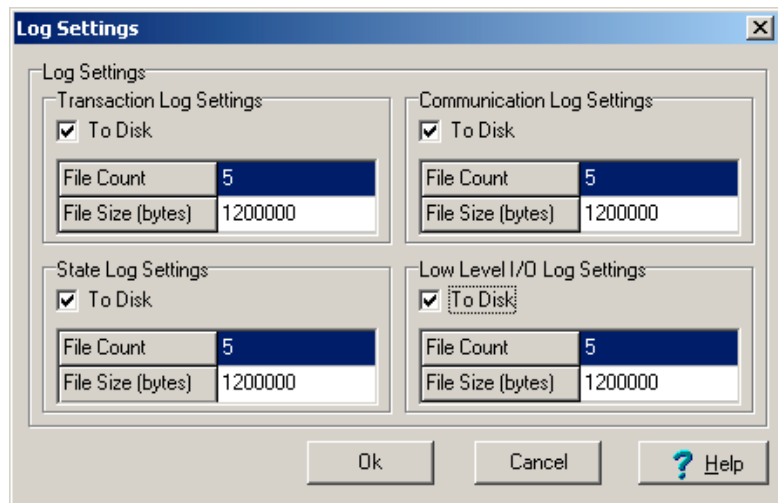 Log Settings
Log Settings
Transaction Log Settings
To Disk
File Count 5
File Size (bytes) 1200000
Communication Log Settings
To Disk
File Count 5
File Size (bytes) 1200000
State Log Settings
To Disk
File Count 5
File Size (bytes) 1200000
Low Level I/O Log Settings
To Disk
File Count 5
File Size (bytes) 1200000
Ok
Cancel
? Help